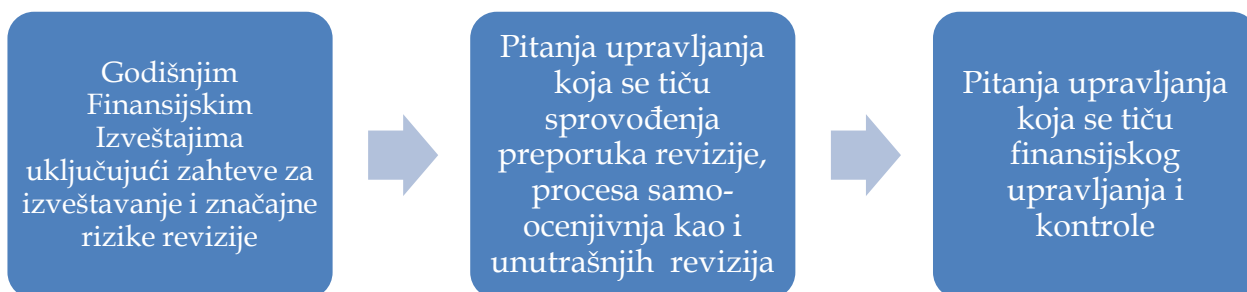 Godišnjim
Finansijskim
Izveštajima
uključujući zahteve za
izveštavanje i značajne
rizike revizije
Pitanja upravljanja
koja se tiču
sprovođenja
preporuka revizije,
procesa samo-
ocenjivnja kao i
unutrašnjih revizija
Pitanja upravljanja
koja se tiču
finansijskog
upravljanja i
kontrole